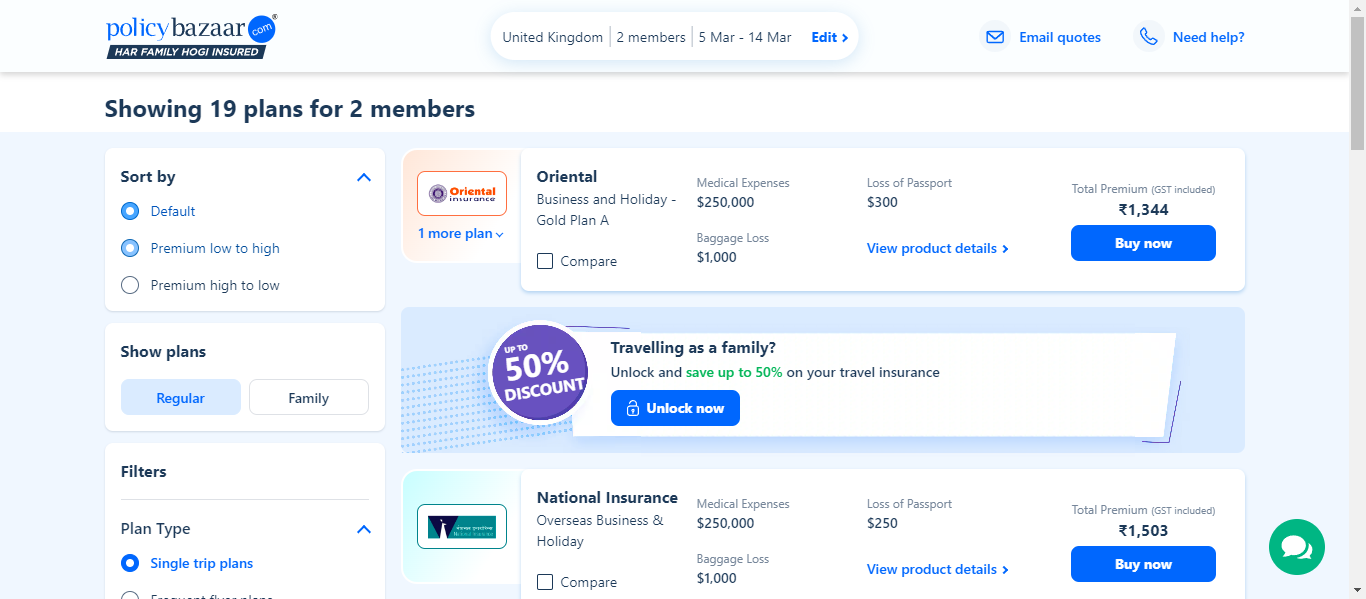 policybazaar.com®
HAR FAMILY HOGI INSURED
United Kingdom | 2 members | 5 Mar - 14 Mar Edit
Email quotes
Need help?
Showing 19 plans for 2 members
Sort by
Default
Premium low to high
Premium high to low
Show plans
Regular
Family
Filters
Plan Type
Single trip plans
Frequent flyer plans
Oriental
insurance
1 more plan
Oriental
Business and Holiday -
Gold Plan A
Compare
Medical Expenses
$250,000
Baggage Loss
$1,000
Loss of Passport
$300
View product details
Total Premium (GST included)
₹1,344
Buy now
UP TO
50%
DISCOUNT
Travelling as a family?
Unlock and save up to 50% on your travel insurance
Unlock now
National Insurance
Overseas Business &
Holiday
Compare
Medical Expenses
$250,000
Baggage Loss
$1,000
Loss of Passport
$250
View product details
Total Premium (GST included)
₹1,503
Buy now